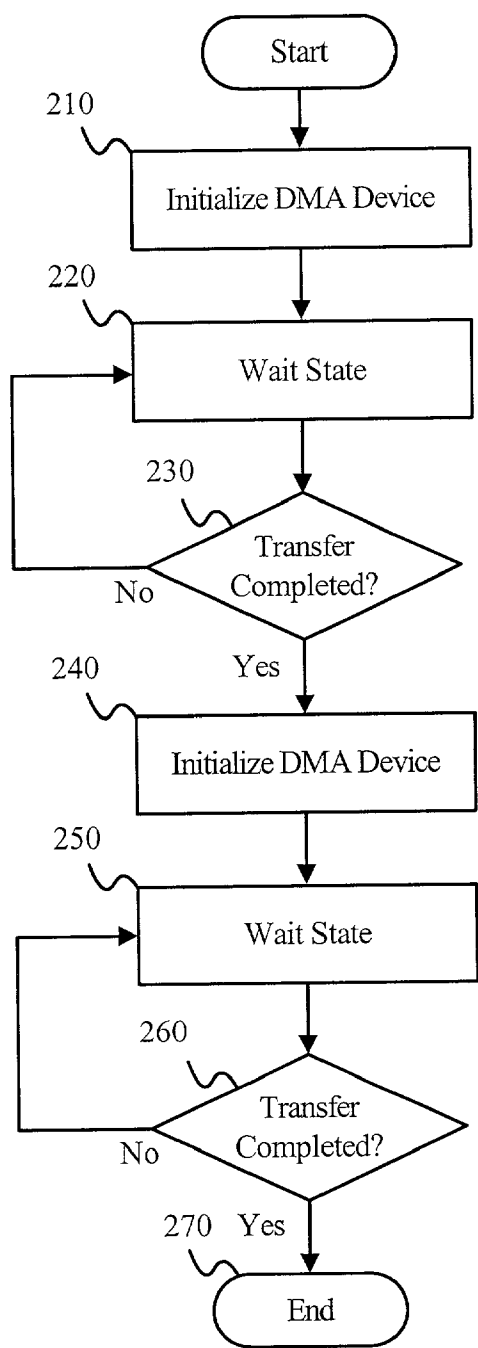 Start
210
Initialize DMA Device
220
Wait State
230
Transfer
Completed?
No
Yes
240
Initialize DMA Device
250
Wait State
260
Transfer
Completed?
No
270
Yes
End